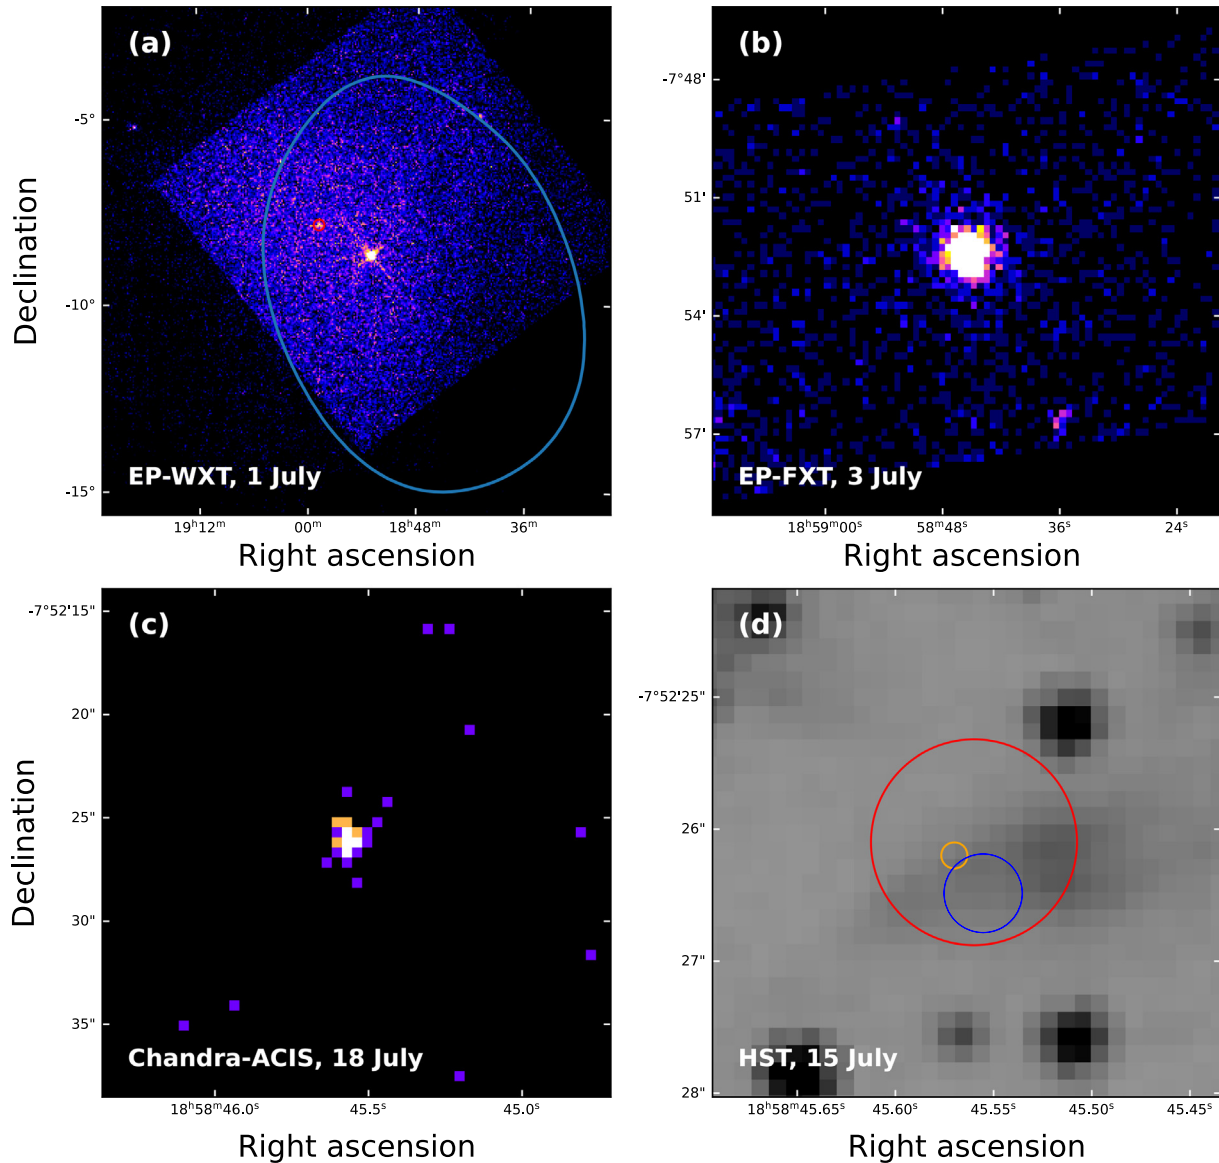 (a)
Declination
-5°
-10°
-15°
EP-WXT, 1 July
19ʰ12ᵐ
00ᵐ
18ʰ48ᵐ
36ᵐ
Right ascension
(b)
-7°48'
51'
54'
57'
EP-FXT, 3 July
18ʰ59ᵐ00ˢ
58ᵐ48ˢ
36ˢ
24ˢ
Right ascension
(c)
Declination
-7°52'15"
20"
25"
30"
35"
Chandra-ACIS, 18 July
18ʰ58ᵐ46.0ˢ
45.5ˢ
45.0ˢ
Right ascension
(d)
-7°52'25"
26"
27"
28"
HST, 15 July
18ʰ58ᵐ45.65ˢ
45.60ˢ
45.55ˢ
45.50ˢ
45.45ˢ
Right ascension